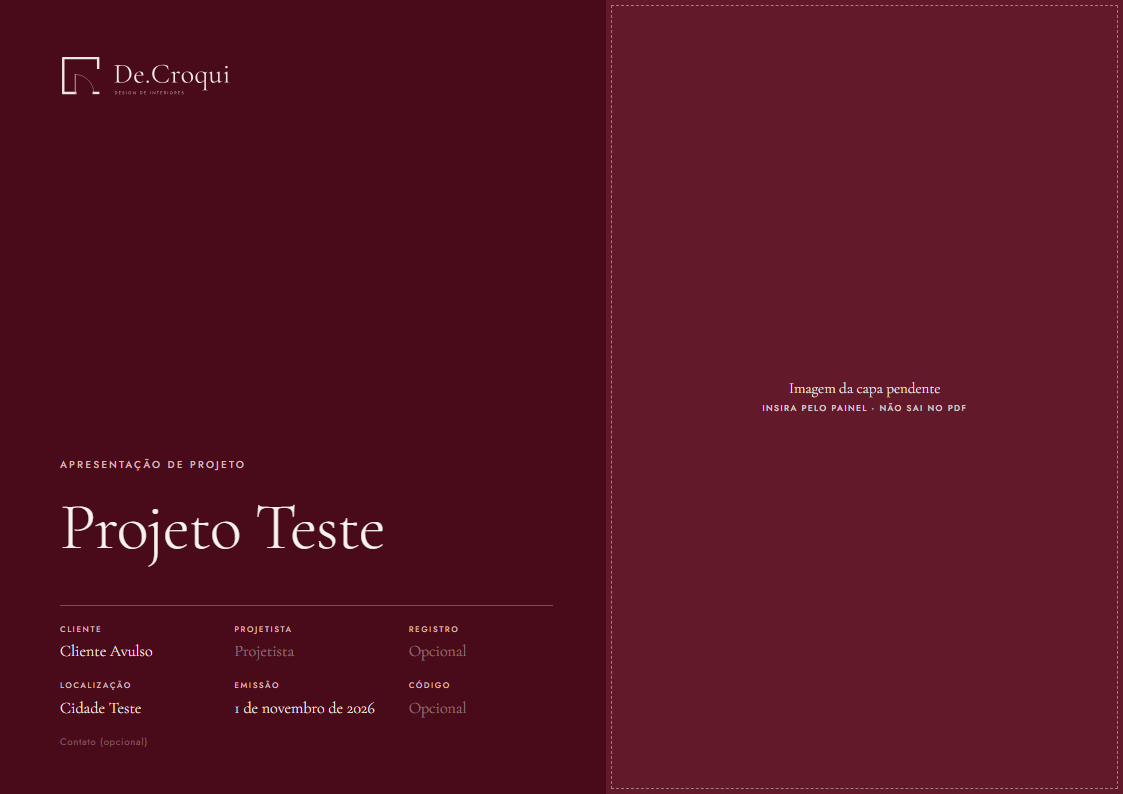 De.Croqui
DESIGN DE INTERIORES
APRESENTAÇÃO DE PROJETO
Projeto Teste
CLIENTE
Cliente Avulso
PROJETISTA
Projetista
REGISTRO
Opcional
LOCALIZAÇÃO
Cidade Teste
EMISSÃO
1 de novembro de 2026
CÓDIGO
Opcional
Contato (opcional)
Imagem da capa pendente
INSIRA PELO PAINEL · NÃO SAI NO PDF